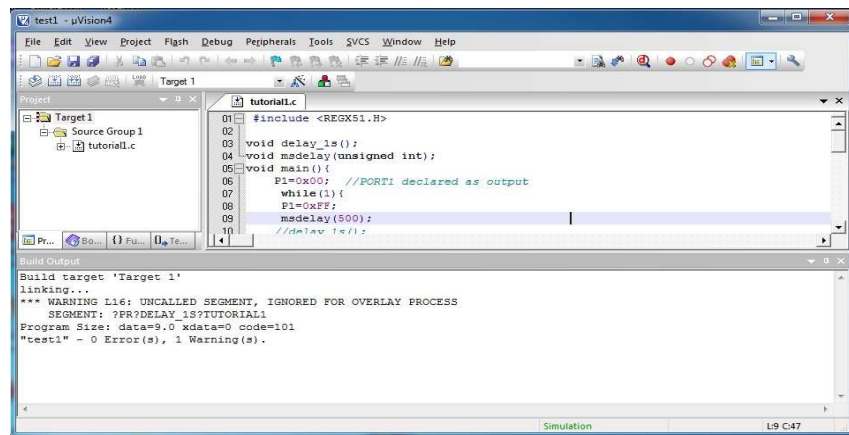 test1 - µVision4
File Edit View Project Flash Debug Peripherals Tools SVCS Window Help
Target 1
Project
tutorial1.c
Target 1
Source Group 1
tutorial1.c
01 #include <REGX51.H>
02
03 void delay_1s();
04 void msdelay(unsigned int);
05 void main(){
06 P1=0x00; //PORT1 declared as output
07 while(1){
08 P1=0xFF;
09 msdelay(500);
10 //delay_1s();
Pr... Bo... {} Fu... Te...
Build Output
Build target 'Target 1'
linking...
*** WARNING L16: UNCALLED SEGMENT, IGNORED FOR OVERLAY PROCESS
SEGMENT: ?PR?DELAY_1S?TUTORIAL1
Program Size: data=9.0 xdata=0 code=101
"test1" - 0 Error(s), 1 Warning(s).
Simulation L:9 C:47